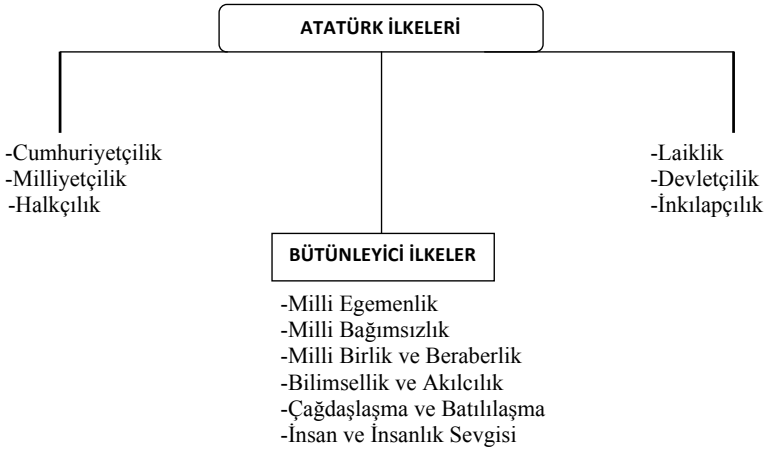 ATATÜRK İLKELERİ
-Cumhuriyetçilik
-Milliyetçilik
-Halkçılık
-Laiklik
-Devletçilik
-İnkılapçılık
BÜTÜNLEYİCİ İLKELER
-Milli Egemenlik
-Milli Bağımsızlık
-Milli Birlik ve Beraberlik
-Bilimsellik ve Akılcılık
-Çağdaşlaşma ve Batılılaşma
-İnsan ve İnsanlık Sevgisi